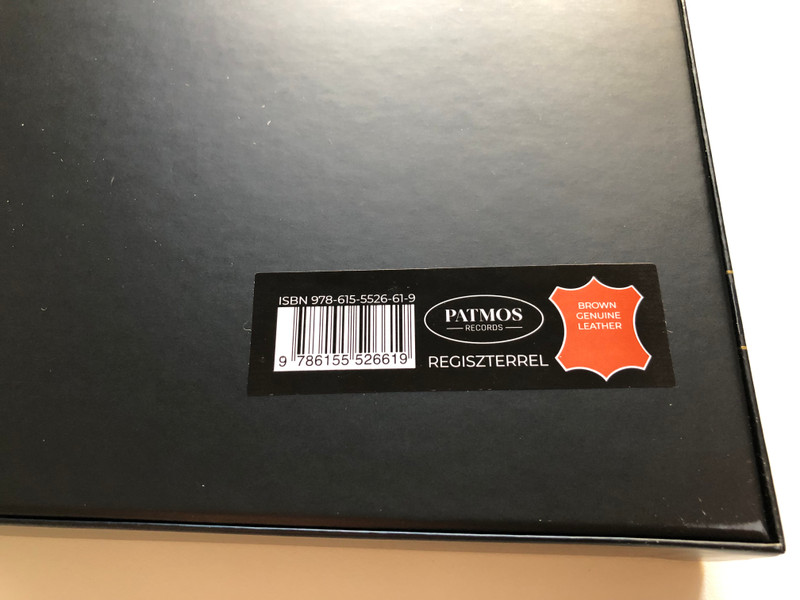 ISBN 978-615-5526-61-9
9 786155 526619
PATMOS
RECORDS
REGISZTERREL
BROWN
GENUINE
LEATHER